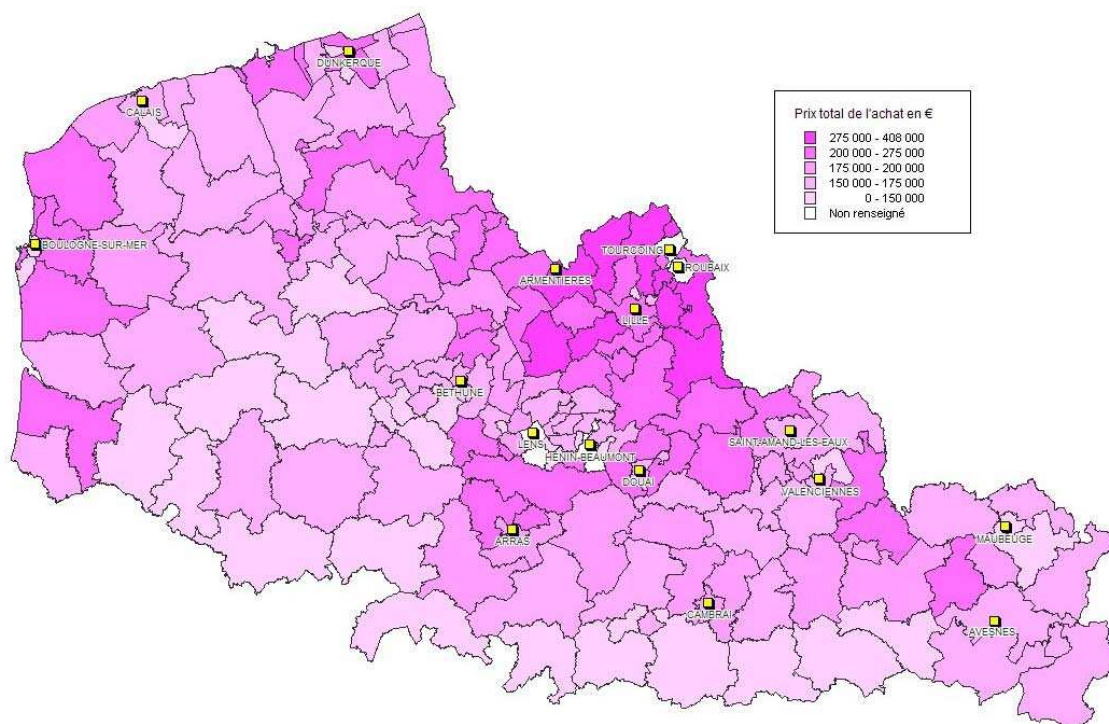 DUNKERQUE
CALAIS
Prix total de l'achat en €
275 000 - 408 000
200 000 - 275 000
175 000 - 200 000
150 000 - 175 000
0 - 150 000
Non renseigné
BOULOGNE-SUR-MER
TOURCOING
ROUBAIX
ARMENTIERES
LILLE
BETHUNE
LENS
HENIN-BEAUMONT
SAINT-AMAND-LES-EAUX
DOUAI
VALENCIENNES
ARRAS
MAUBEUGE
CAMBRAI
AVESNES